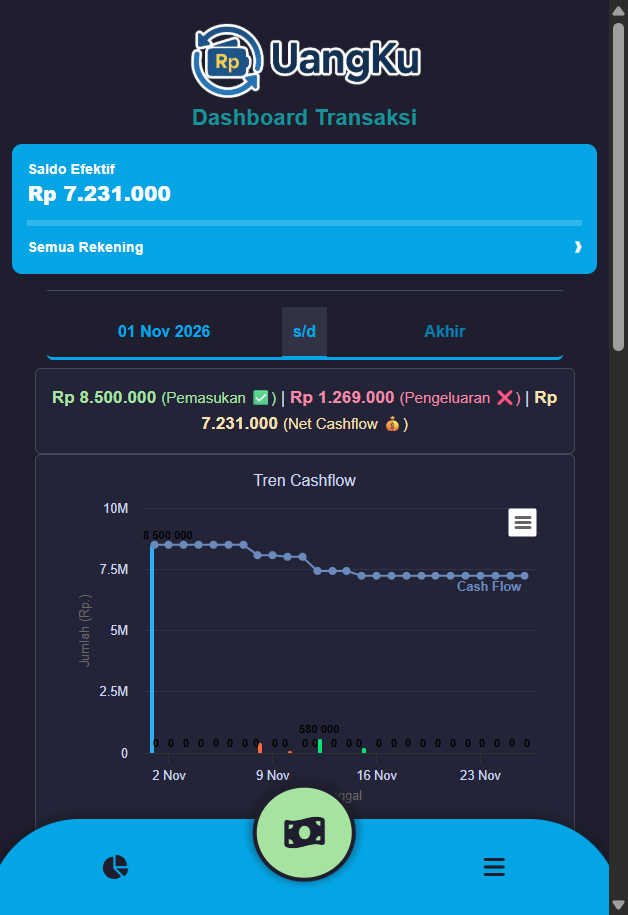 Rp UangKu
Dashboard Transaksi
Saldo Efektif
Rp 7.231.000
Semua Rekening
01 Nov 2026 s/d Akhir
Rp 8.500.000 (Pemasukan ✅) | Rp 1.269.000 (Pengeluaran ❌) | Rp
7.231.000 (Net Cashflow 💰)
Tren Cashflow
10M
8 500 000
7.5M
Cash Flow
Jumlah (Rp.)
5M
2.5M
580 000
0 0 0 0 0 0 0 0 0 0 0 0 0 0 0 0 0 0 0 0 0 0
0
2 Nov 9 Nov 16 Nov 23 Nov